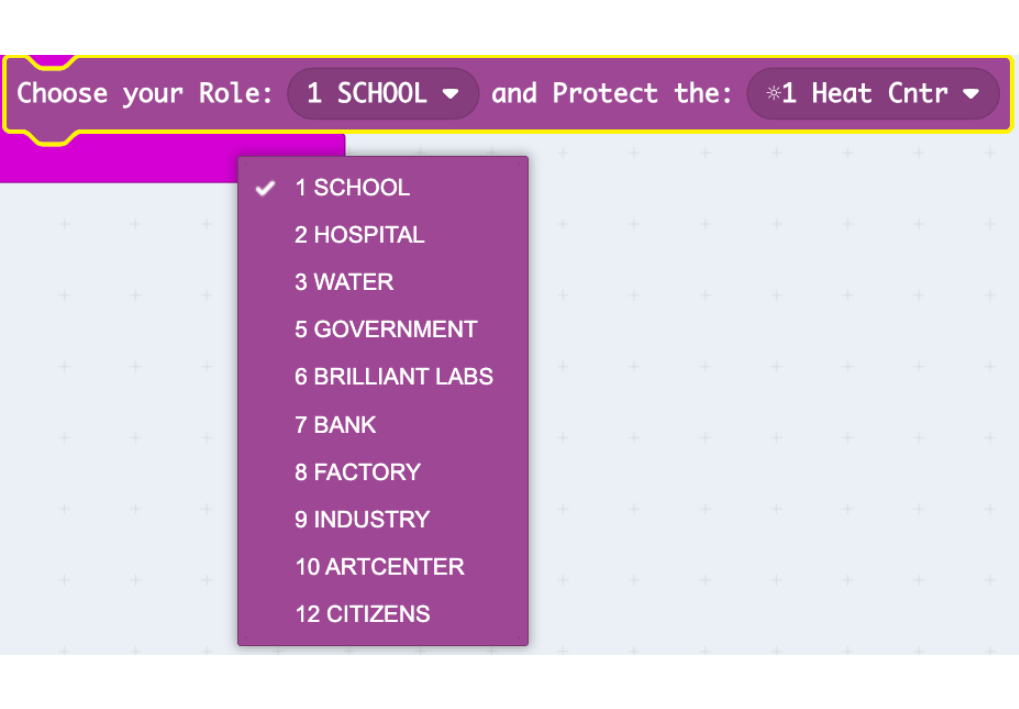 Choose your Role: 1 SCHOOL and Protect the: ☼1 Heat Cntr
1 SCHOOL
2 HOSPITAL
3 WATER
5 GOVERNMENT
6 BRILLIANT LABS
7 BANK
8 FACTORY
9 INDUSTRY
10 ARTCENTER
12 CITIZENS